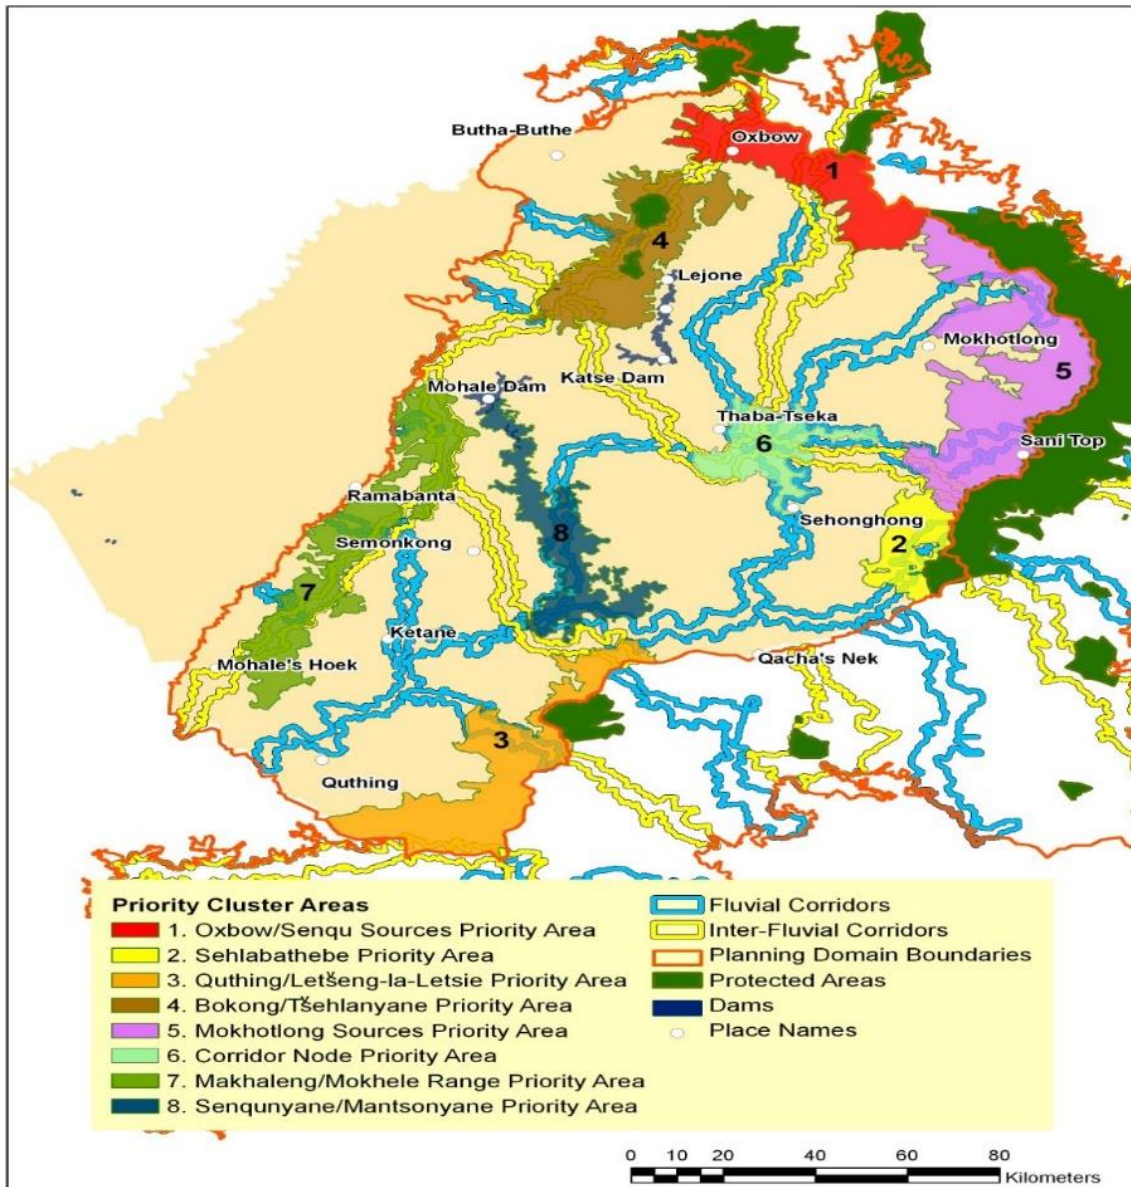 Butha-Buthe
Oxbow
1
4
Lejone
Mokhotlong
5
Katse Dam
Mohale Dam
Thaba-Tseka
6
Sani Top
Ramabanta
Sehonghong
Semonkong
8
2
7
Ketane
Mohale's Hoek
Qacha's Nek
3
Quthing
Priority Cluster Areas
1. Oxbow/Senqu Sources Priority Area
2. Sehlabathebe Priority Area
3. Quthing/Letšeng-la-Letsie Priority Area
4. Bokong/Tšehlanyane Priority Area
5. Mokhotlong Sources Priority Area
6. Corridor Node Priority Area
7. Makhaleng/Mokhele Range Priority Area
8. Senqunyane/Mantsonyane Priority Area
Fluvial Corridors
Inter-Fluvial Corridors
Planning Domain Boundaries
Protected Areas
Dams
Place Names
0 10 20 40 60 80
Kilometers